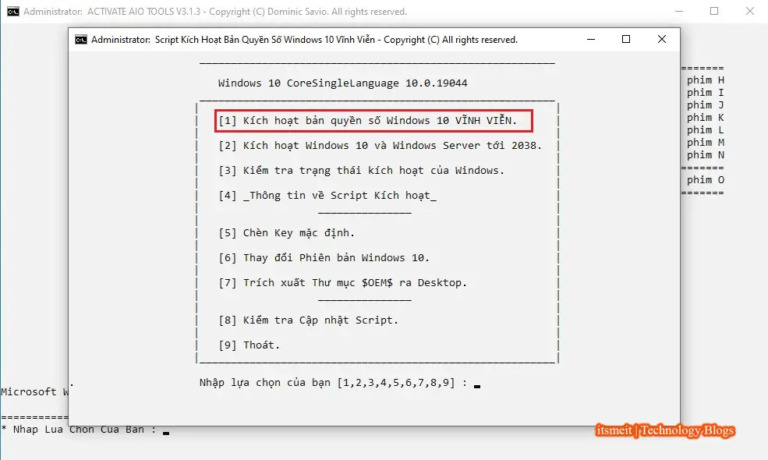 Administrator: ACTIVATE AIO TOOLS V3.1.3 - Copyright (C) Dominic Savio. All rights reserved.
Administrator: Script Kích Hoạt Bản Quyền Số Windows 10 Vĩnh Viễn - Copyright (C) All rights reserved.
Windows 10 CoreSingleLanguage 10.0.19044
[1] Kích hoạt bản quyền số Windows 10 VĨNH VIỄN.
[2] Kích hoạt Windows 10 và Windows Server tới 2038.
[3] Kiểm tra trạng thái kích hoạt của Windows.
[4] _Thông tin về Script Kích hoạt_
[5] Chèn Key mặc định.
[6] Thay đổi Phiên bản Windows 10.
[7] Trích xuất Thư mục $OEM$ ra Desktop.
[8] Kiểm tra Cập nhật Script.
[9] Thoát.
Nhập lựa chọn của bạn [1,2,3,4,5,6,7,8,9] : _
phim H
phim I
phim J
phim K
phim L
phim M
phim N
phim O
Microsoft W
* Nhap Lua Chon Cua Ban : _
itsmeit | Technology Blogs